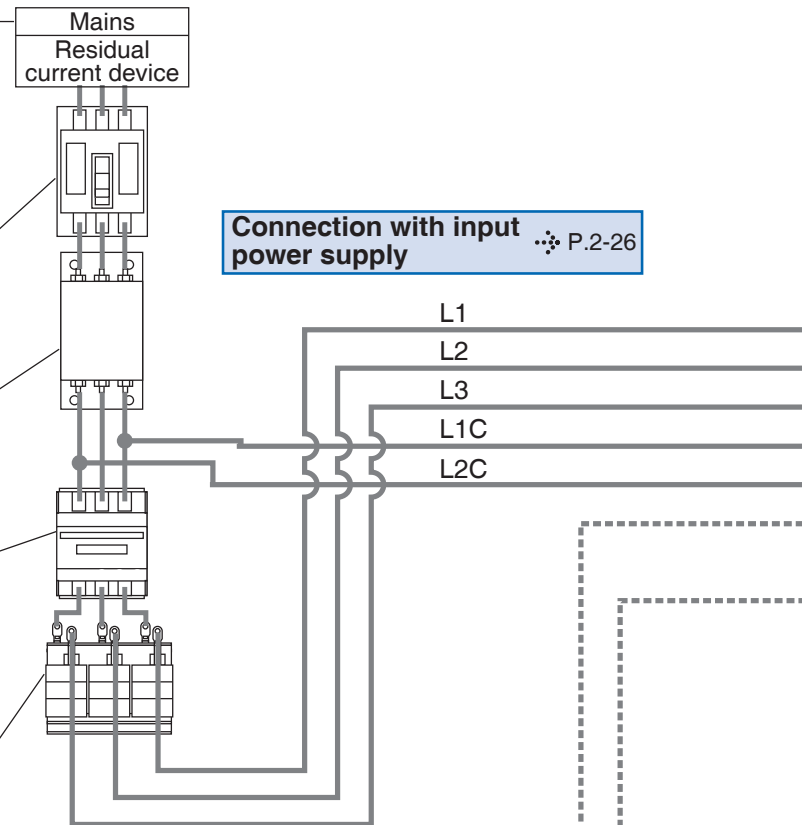 Mains
Residual
current device
Connection with input
power supply
P.2-26
L1
L2
L3
L1C
L2C